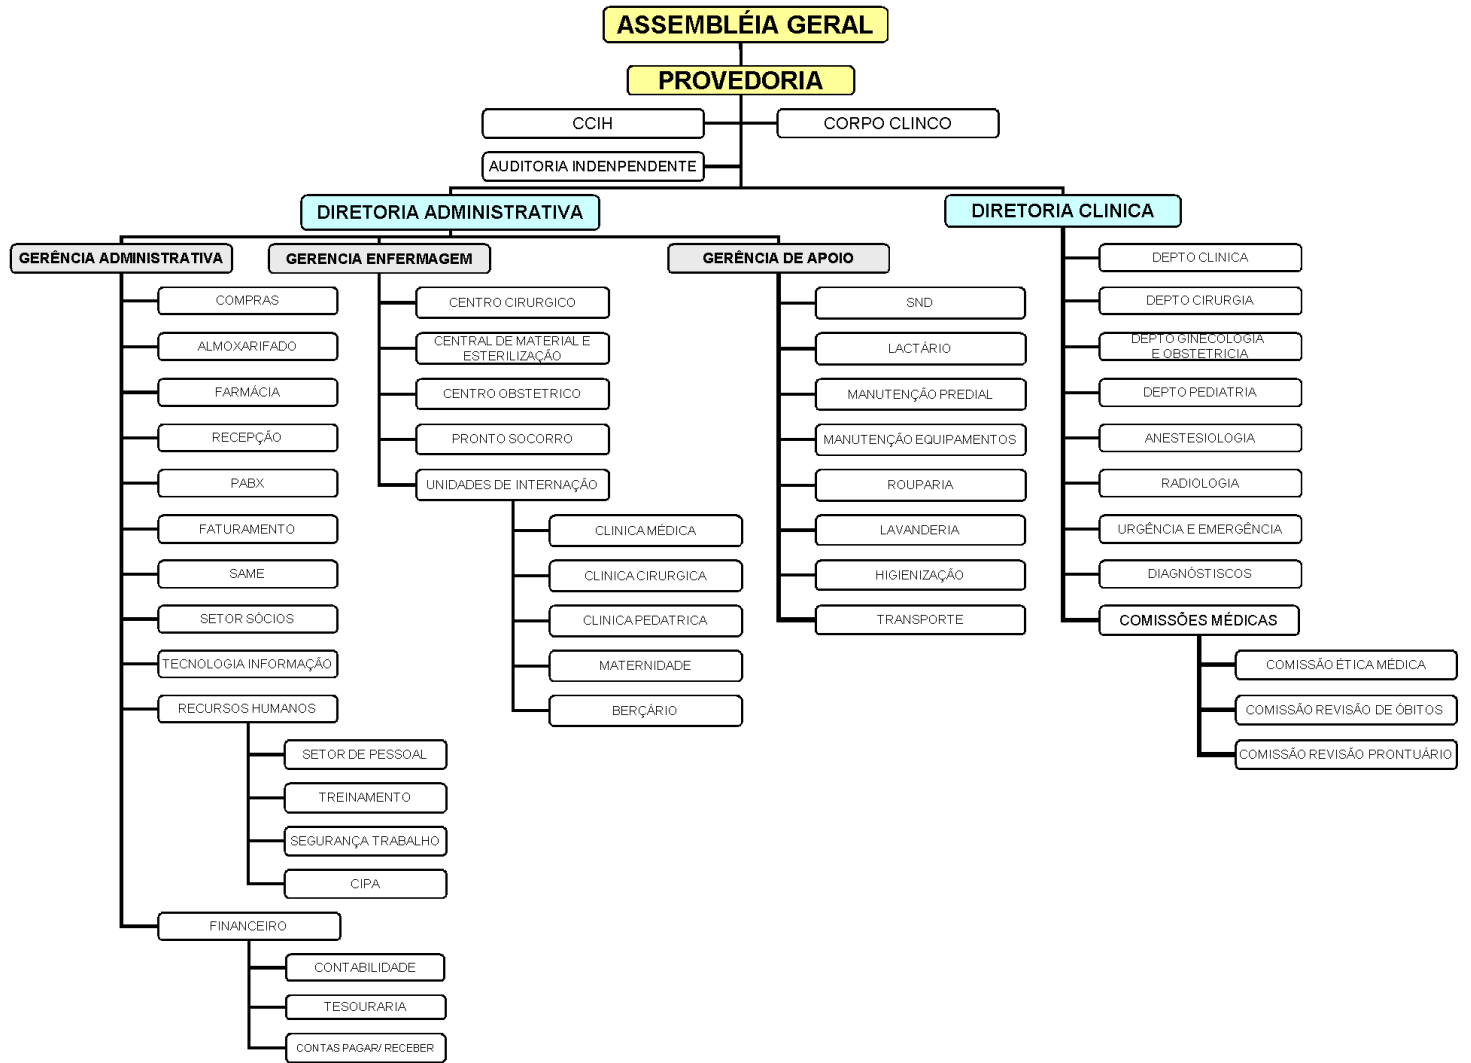 ASSEMBLÉIA GERAL
PROVEDORIA
CCIH
CORPO CLINCO
AUDITORIA INDENPENDENTE
DIRETORIA ADMINISTRATIVA
DIRETORIA CLINICA
GERÊNCIA ADMINISTRATIVA
COMPRAS
ALMOXARIFADO
FARMÁCIA
RECEPÇÃO
PABX
FATURAMENTO
SAME
SETOR SÓCIOS
TECNOLOGIA INFORMAÇÃO
RECURSOS HUMANOS
SETOR DE PESSOAL
TREINAMENTO
SEGURANÇA TRABALHO
CIPA
FINANCEIRO
CONTABILIDADE
TESOURARIA
CONTAS PAGAR/ RECEBER
GERENCIA ENFERMAGEM
CENTRO CIRURGICO
CENTRAL DE MATERIAL E
ESTERILIZAÇÃO
CENTRO OBSTETRICO
PRONTO SOCORRO
UNIDADES DE INTERNAÇÃO
CLINICA MÉDICA
CLINICA CIRURGICA
CLINICA PEDATRICA
MATERNIDADE
BERÇÁRIO
GERÊNCIA DE APOIO
SND
LACTÁRIO
MANUTENÇÃO PREDIAL
MANUTENÇÃO EQUIPAMENTOS
ROUPARIA
LAVANDERIA
HIGIENIZAÇÃO
TRANSPORTE
DEPTO CLINICA
DEPTO CIRURGIA
DEPTO GINECOLOGIA
E OBSTETRICIA
DEPTO PEDIATRIA
ANESTESIOLOGIA
RADIOLOGIA
URGÊNCIA E EMERGÊNCIA
DIAGNÓSTISCOS
COMISSÕES MÉDICAS
COMISSÃO ÉTICA MÉDICA
COMISSÃO REVISÃO DE ÓBITOS
COMISSÃO REVISÃO PRONTUÁRIO